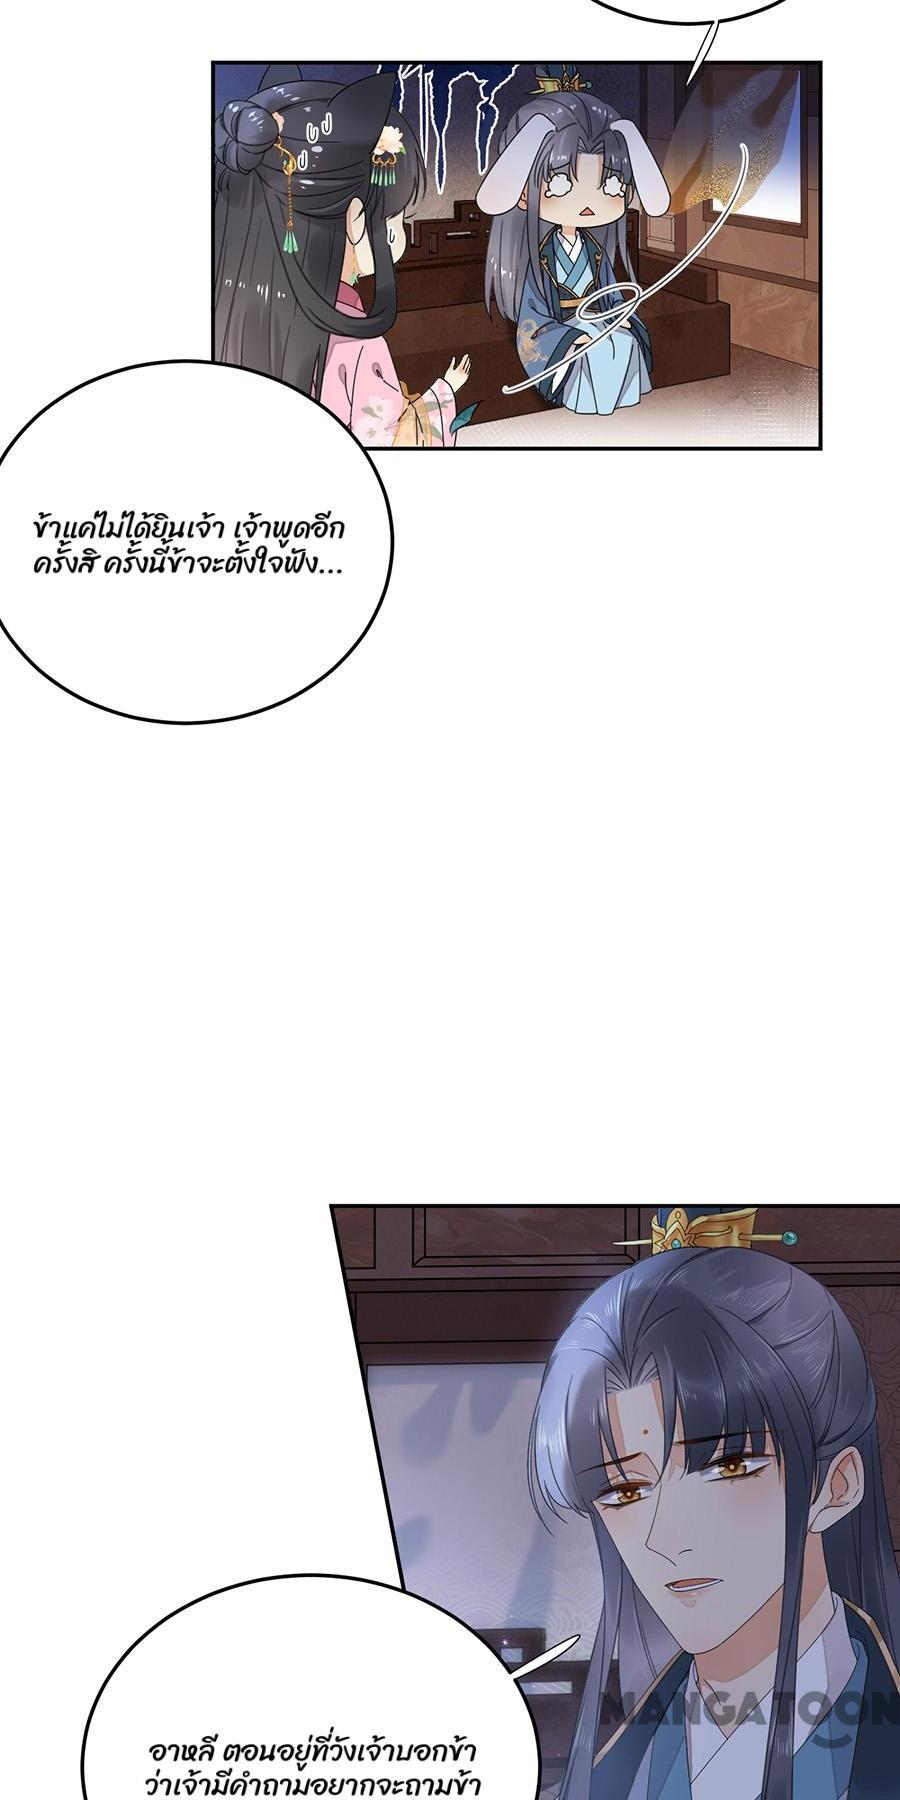 ข้าแค่ไม่ได้ยินเจ้า เจ้าพูดอีก
ครั้งสิ ครั้งนี้ข้าจะตั้งใจฟัง...
MANGATOON
อาหลี ตอนอยู่ที่วังเจ้าบอกข้า
ว่าเจ้ามีคำถามอยากจะถามข้า